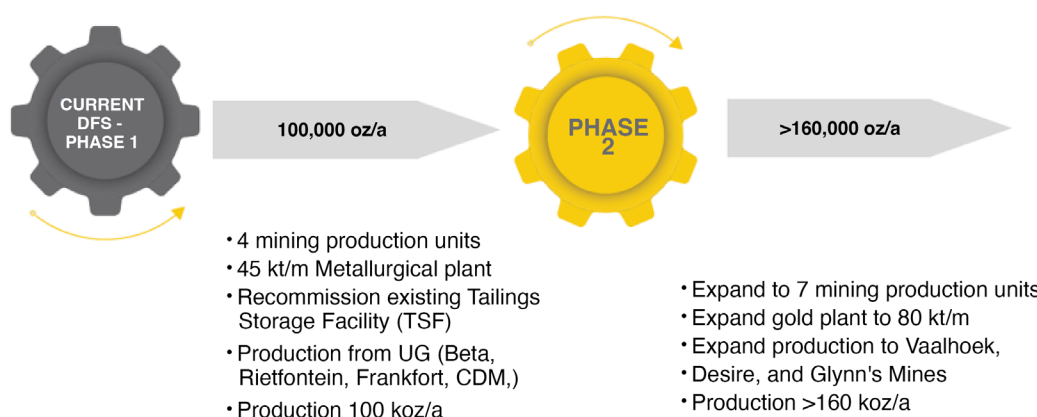 CURRENT
DFS -
PHASE 1
100,000 oz/a
PHASE
2
>160,000 oz/a
• 4 mining production units
• 45 kt/m Metallurgical plant
• Recommission existing Tailings
Storage Facility (TSF)
• Production from UG (Beta,
Rietfontein, Frankfort, CDM,)
• Production 100 koz/a
• Expand to 7 mining production units
• Expand gold plant to 80 kt/m
• Expand production to Vaalhoek,
• Desire, and Glynn's Mines
• Production >160 koz/a